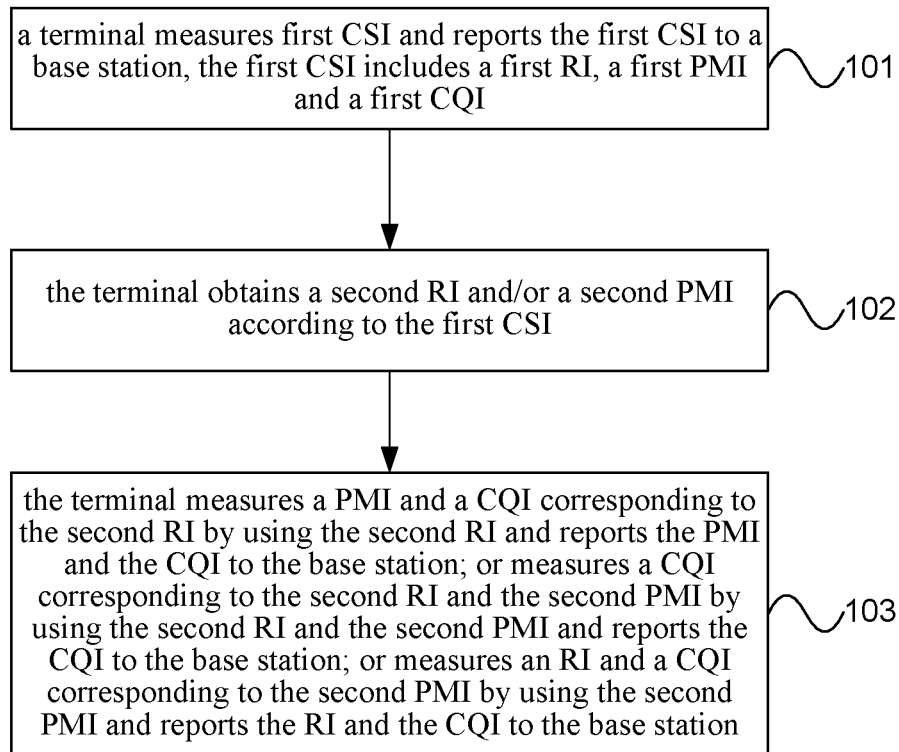 a terminal measures first CSI and reports the first CSI to a
base station, the first CSI includes a first RI, a first PMI
and a first CQI
101
the terminal obtains a second RI and/or a second PMI
according to the first CSI
102
the terminal measures a PMI and a CQI corresponding to
the second RI by using the second RI and reports the PMI
and the CQI to the base station; or measures a CQI
corresponding to the second RI and the second PMI by
using the second RI and the second PMI and reports the
CQI to the base station; or measures an RI and a CQI
corresponding to the second PMI by using the second
PMI and reports the RI and the CQI to the base station
103